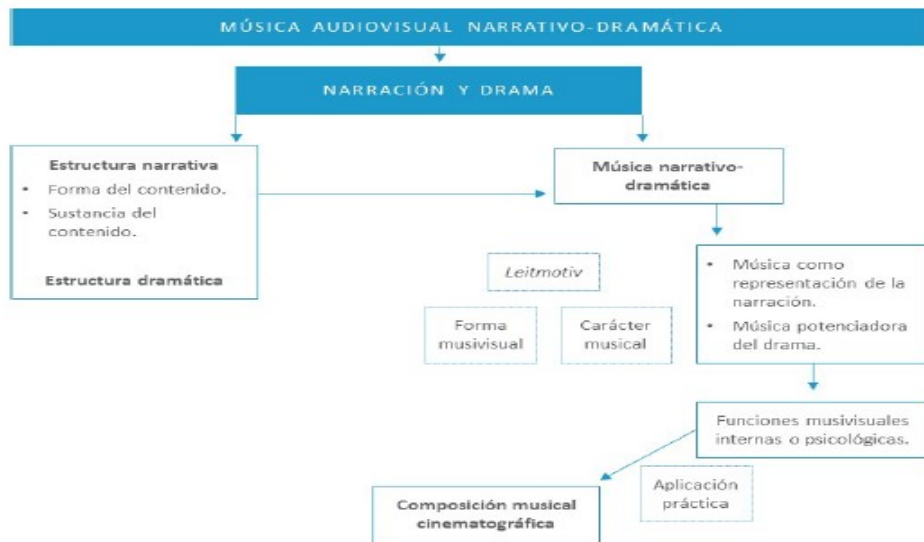 MÚSICA AUDIOVISUAL NARRATIVO-DRAMÁTICA
NARRACIÓN Y DRAMA
Estructura narrativa
• Forma del contenido.
• Sustancia del
contenido.
Estructura dramática
Música narrativo-
dramática
Leitmotiv
Forma
musivisual
Carácter
musical
• Música como
representación de la
narración.
• Música potenciadora
del drama.
Funciones musivisuales
internas o psicológicas.
Aplicación
práctica
Composición musical
cinematográfica